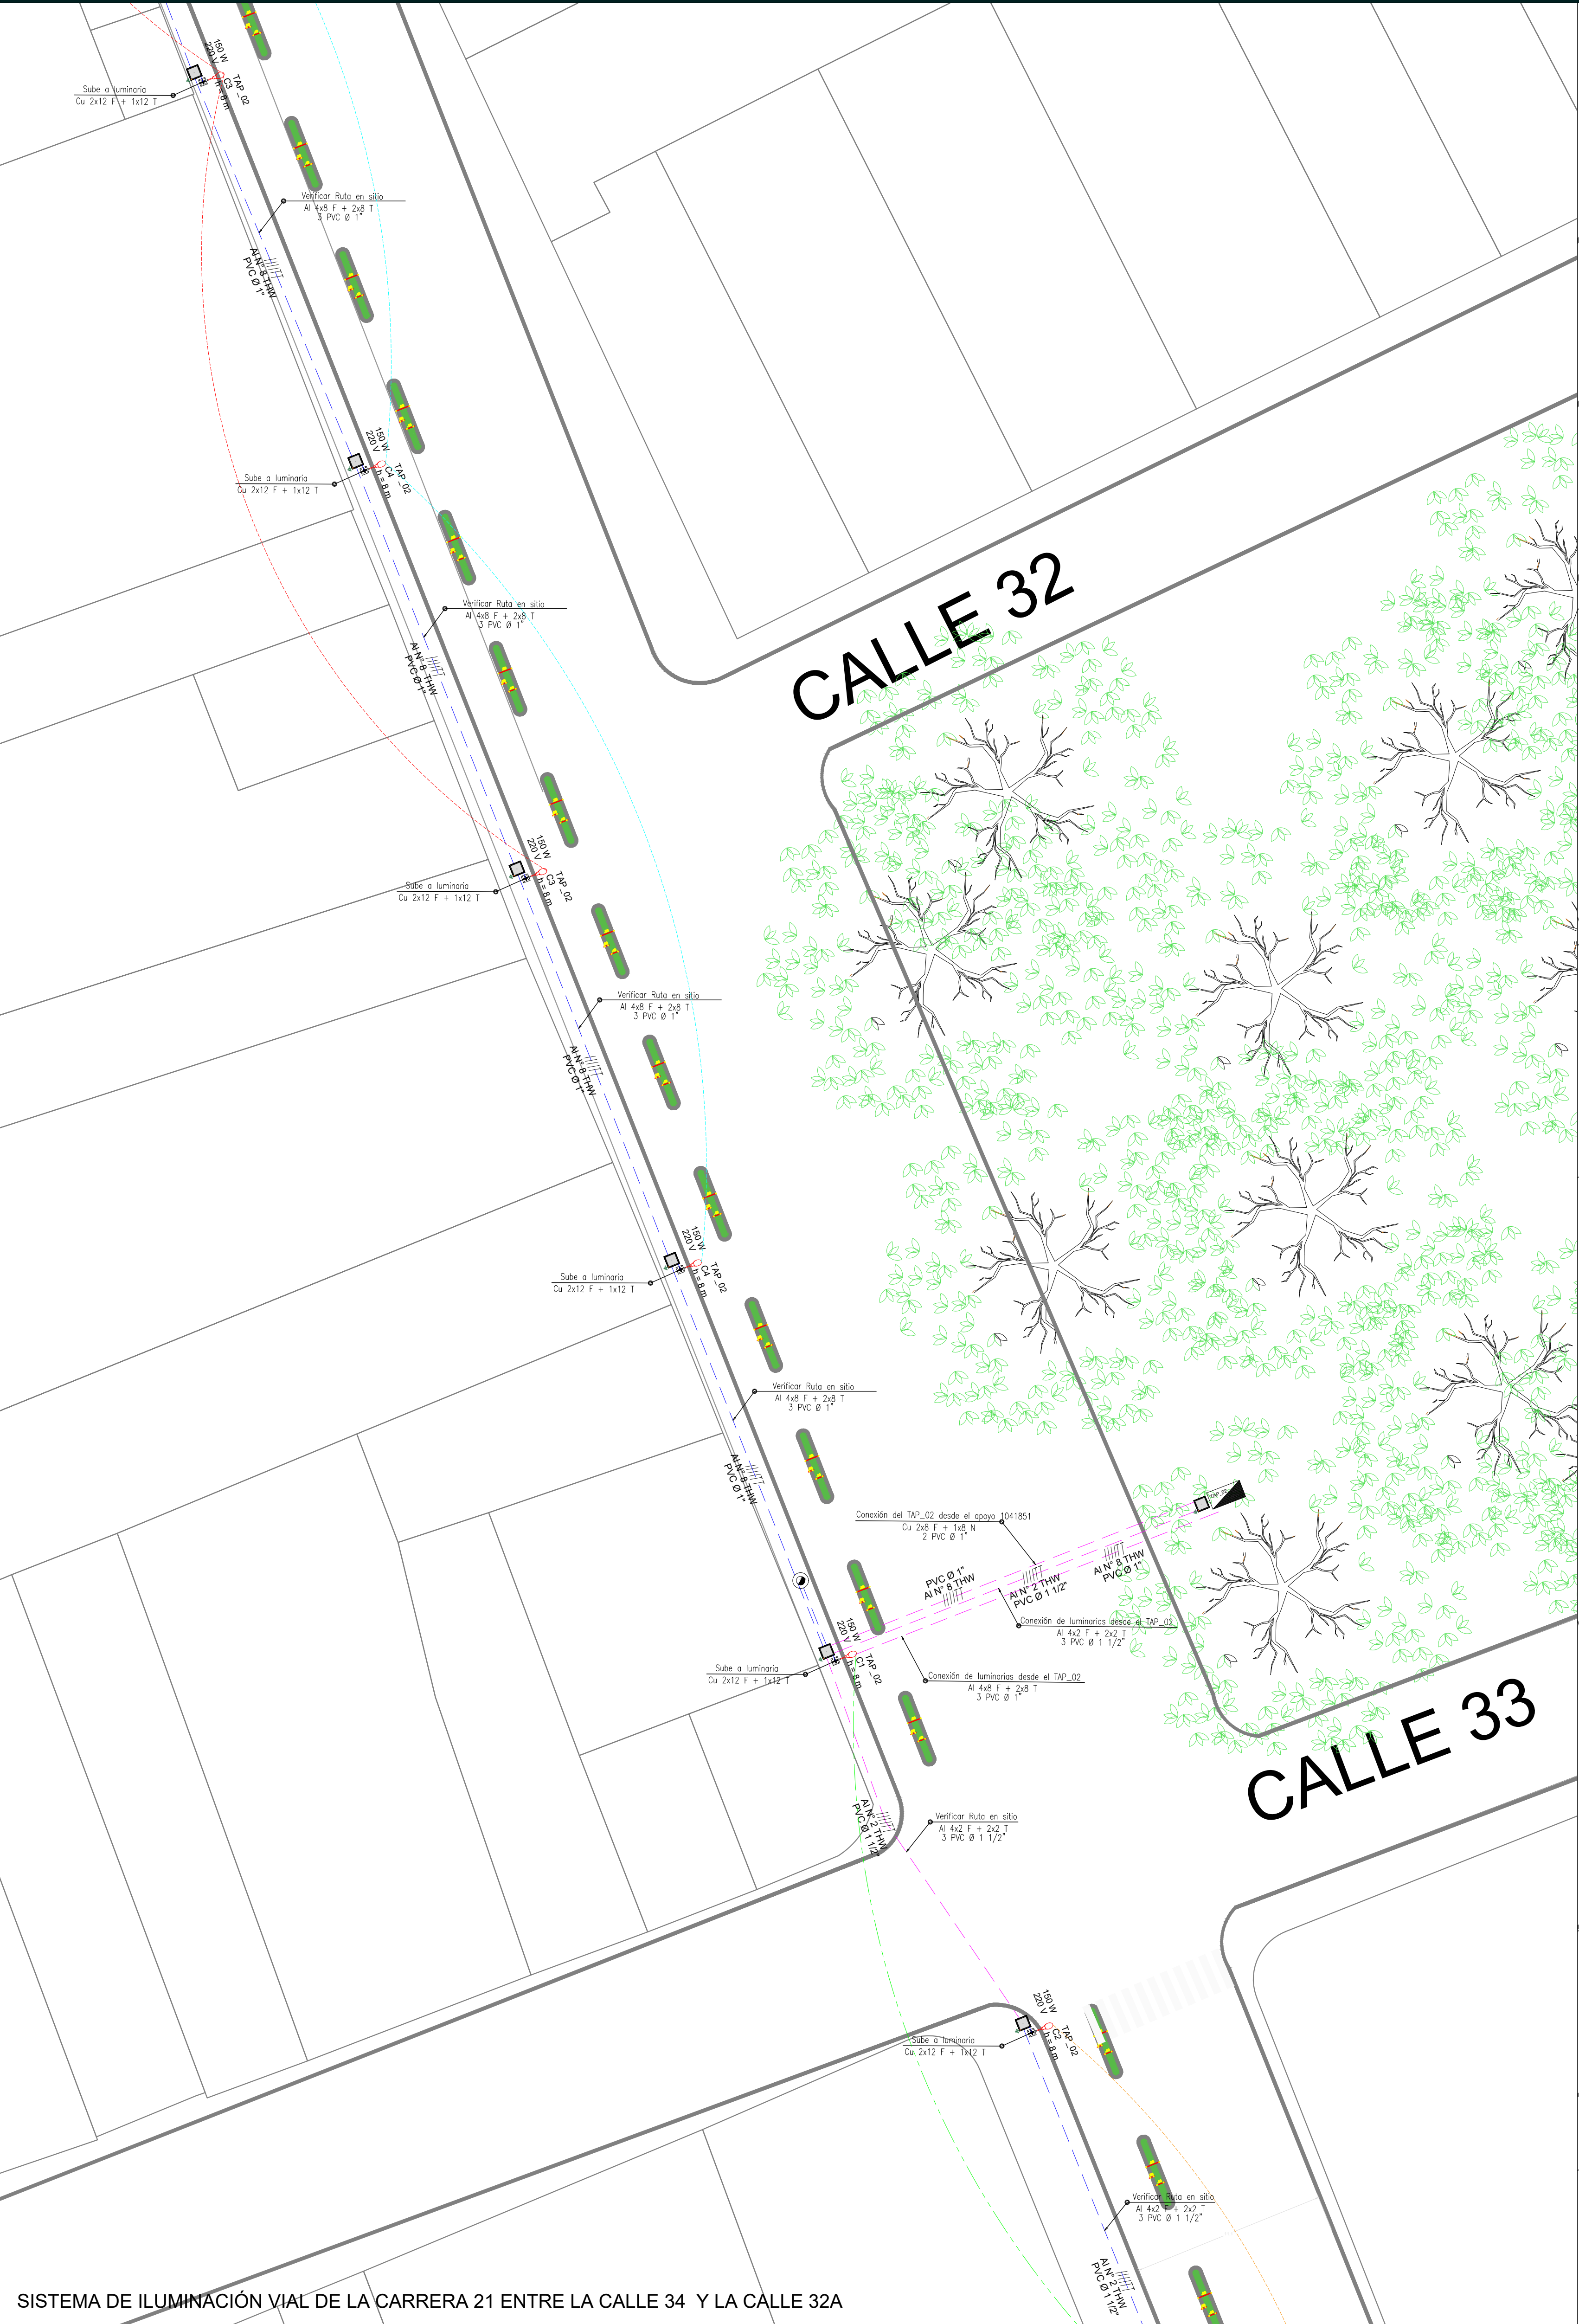 150 W
220 V
C3
h = 8 m
TAP_02
Sube a luminaria
Cu 2x12 F + 1x12 T
Verificar Ruta en sitio
Al 4x8 F + 2x8 T
3 PVC Ø 1"
Al N° 8 THW
PVC Ø 1"
150 W
220 V
C4
h = 8 m
TAP_02
Sube a luminaria
Cu 2x12 F + 1x12 T
CALLE 32
Verificar Ruta en sitio
Al 4x8 F + 2x8 T
3 PVC Ø 1"
Al N° 8 THW
PVC Ø 1"
150 W
220 V
C3
h = 8 m
TAP_02
Sube a luminaria
Cu 2x12 F + 1x12 T
Verificar Ruta en sitio
Al 4x8 F + 2x8 T
3 PVC Ø 1"
Al N° 8 THW
PVC Ø 1"
150 W
220 V
C4
h = 8 m
TAP_02
Sube a luminaria
Cu 2x12 F + 1x12 T
Verificar Ruta en sitio
Al 4x8 F + 2x8 T
3 PVC Ø 1"
Al N° 8 THW
PVC Ø 1"
TAP_02
Conexión del TAP_02 desde el apoyo 1041851
Cu 2x8 F + 1x8 N
2 PVC Ø 1"
PVC Ø 1"
Al N° 8 THW
Al N° 2 THW
PVC Ø 1 1/2"
Al N° 8 THW
PVC Ø 1"
Conexión de luminarias desde el TAP_02
Al 4x2 F + 2x2 T
3 PVC Ø 1 1/2"
150 W
220 V
C1
h = 8 m
TAP_02
Sube a luminaria
Cu 2x12 F + 1x12 T
Conexión de luminarias desde el TAP_02
Al 4x8 F + 2x8 T
3 PVC Ø 1"
CALLE 33
Al N° 2 THW
PVC Ø 1 1/2"
Verificar Ruta en sitio
Al 4x2 F + 2x2 T
3 PVC Ø 1 1/2"
150 W
220 V
C2
h = 8 m
TAP_02
Sube a luminaria
Cu 2x12 F + 1x12 T
Verificar Ruta en sitio
Al 4x2 F + 2x2 T
3 PVC Ø 1 1/2"
Al N° 2 THW
PVC Ø 1 1/2"
SISTEMA DE ILUMINACIÓN VIAL DE LA CARRERA 21 ENTRE LA CALLE 34 Y LA CALLE 32A